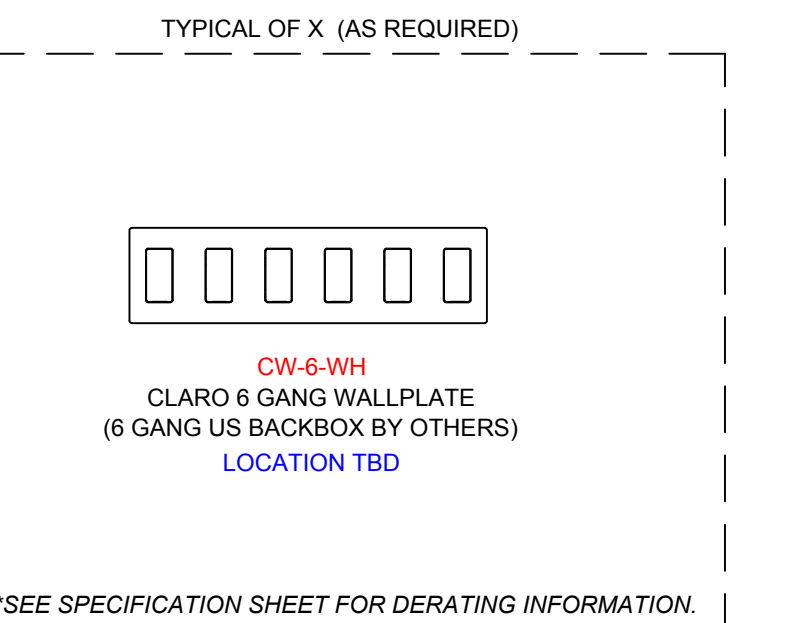 TYPICAL OF X (AS REQUIRED)
CW-6-WH
CLARO 6 GANG WALLPLATE
(6 GANG US BACKBOX BY OTHERS)
LOCATION TBD
*SEE SPECIFICATION SHEET FOR DERATING INFORMATION.